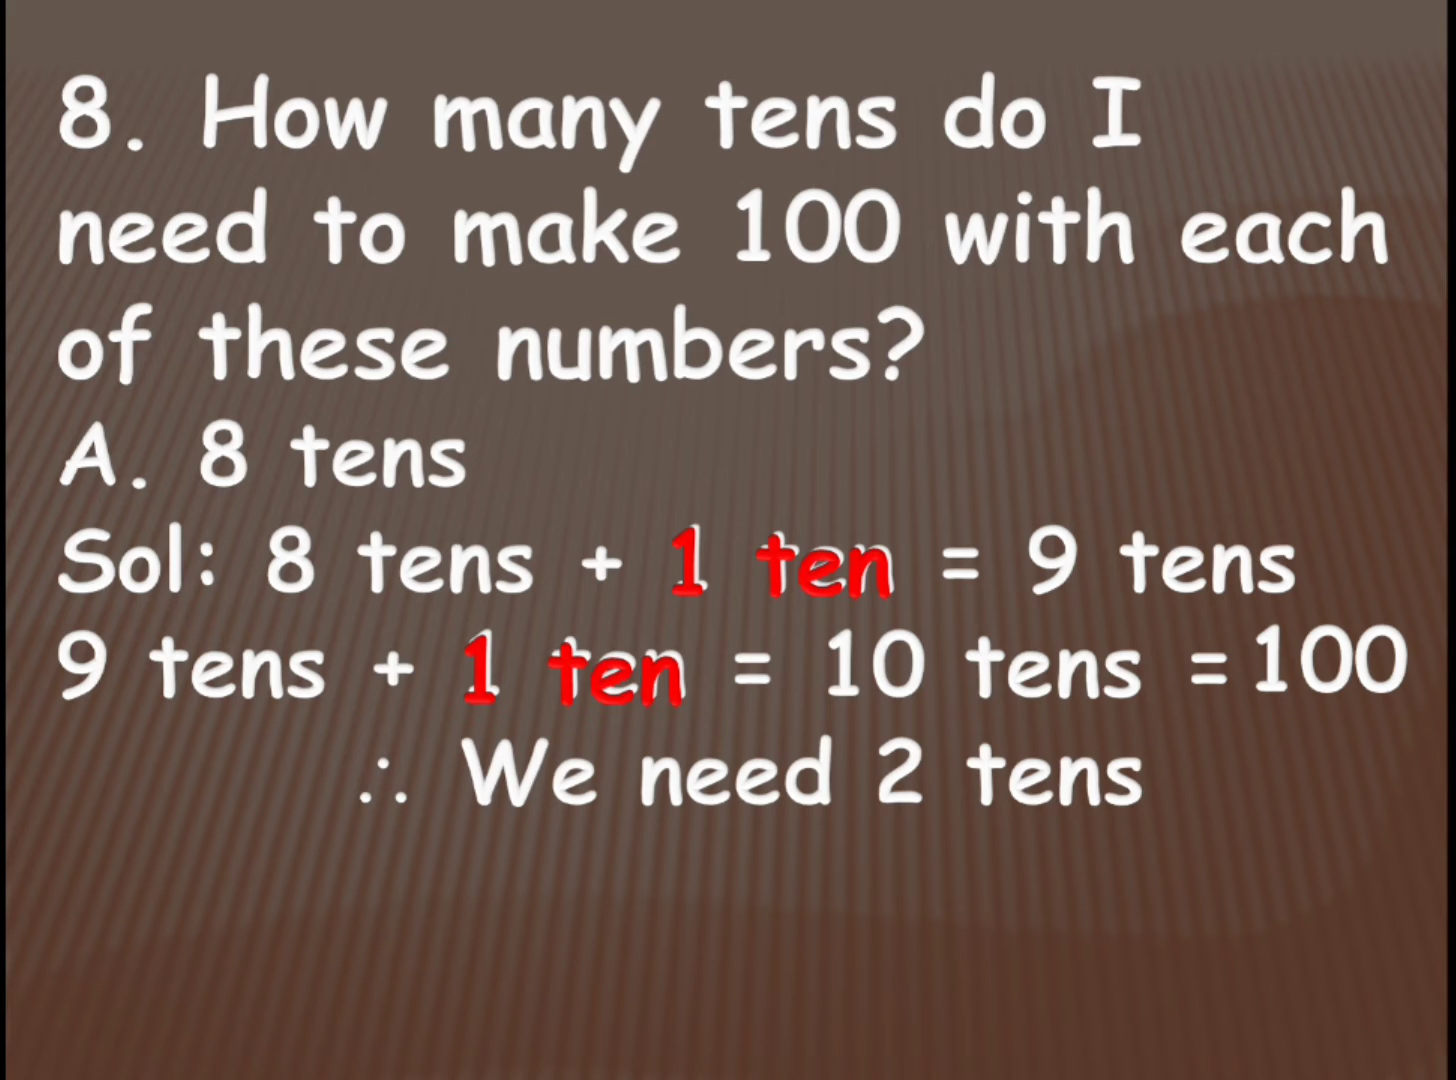 8. How many tens do I
need to make 100 with each
of these numbers?
A. 8 tens
Sol: 8 tens + 1 ten = 9 tens
9 tens + 1 ten = 10 tens = 100
∴ We need 2 tens